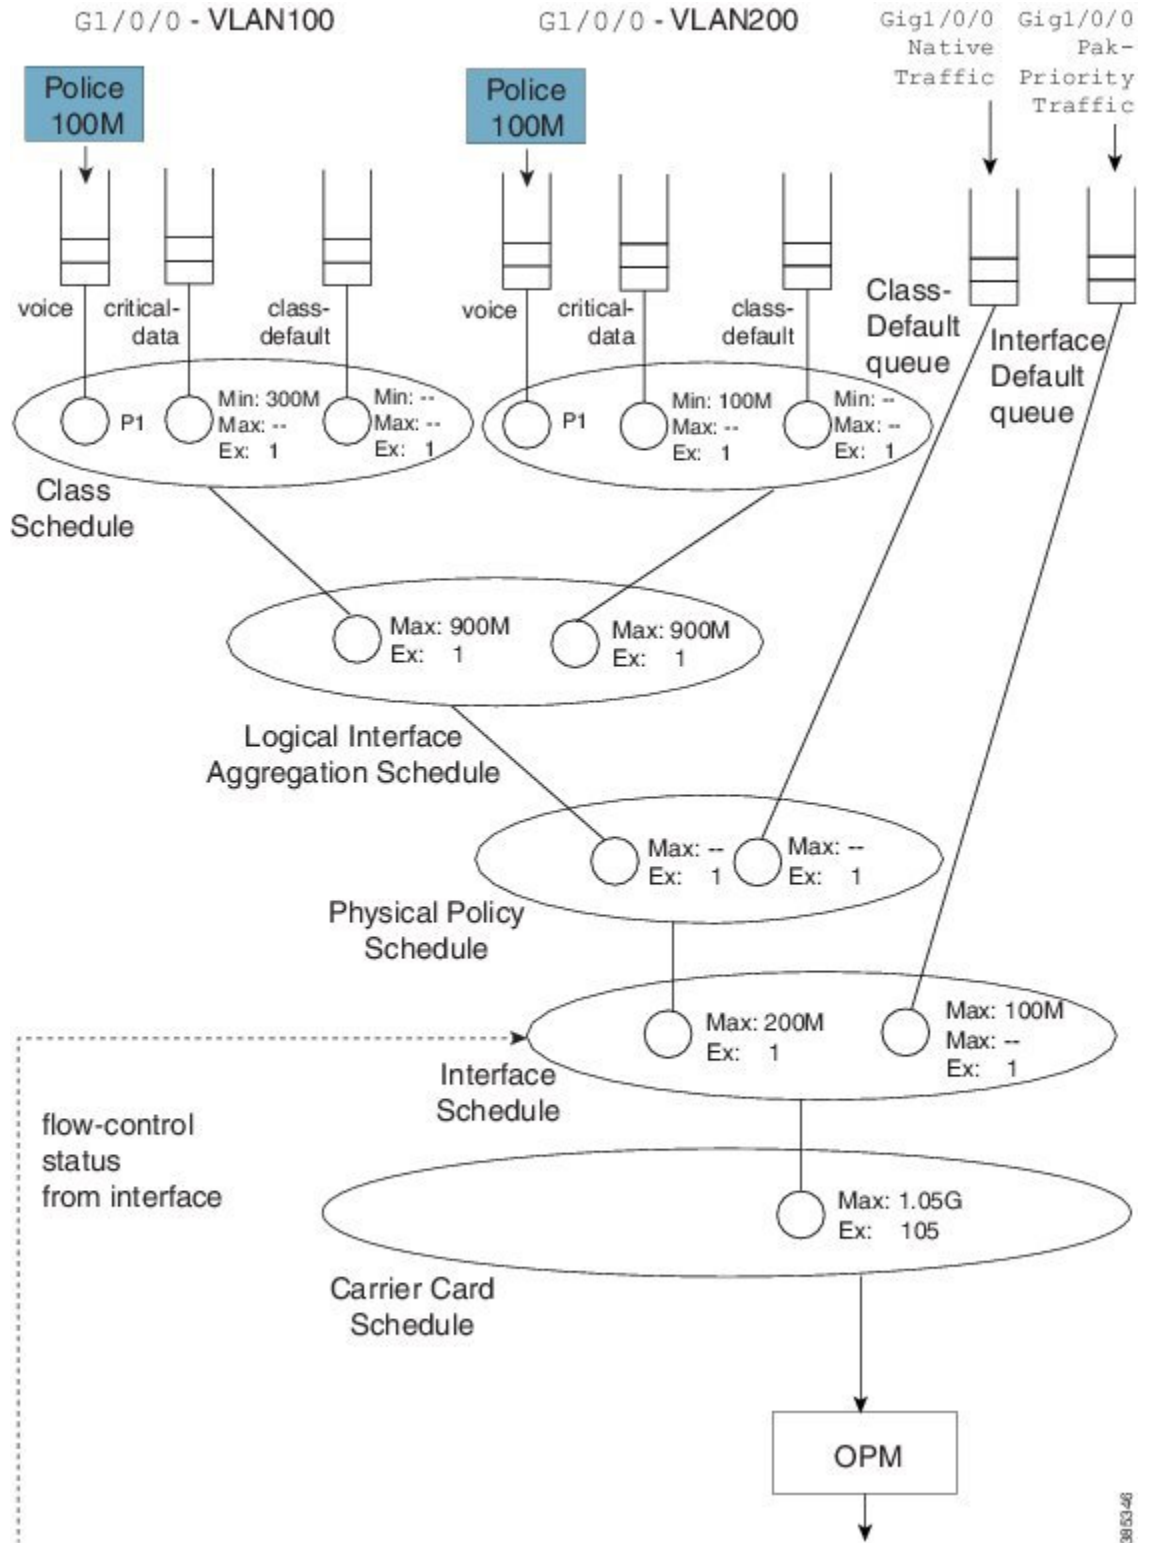 G1/0/0 - VLAN100
G1/0/0 - VLAN200
Gig1/0/0
Native
Traffic
Gig1/0/0
Pak-
Priority
Traffic
Police
100M
Police
100M
voice
critical-
data
class-
default
voice
critical-
data
class-
default
Class-
Default
queue
Interface
Default
queue
P1
Min: 300M
Max: --
Ex: 1
Min: --
Max: --
Ex: 1
P1
Min: 100M
Max: --
Ex: 1
Min: --
Max: --
Ex: 1
Class
Schedule
Max: 900M
Ex: 1
Max: 900M
Ex: 1
Logical Interface
Aggregation Schedule
Max: --
Ex: 1
Max: --
Ex: 1
Physical Policy
Schedule
Max: 200M
Ex: 1
Max: 100M
Max: --
Ex: 1
Interface
Schedule
flow-control
status
from interface
Max: 1.05G
Ex: 105
Carrier Card
Schedule
OPM
385346